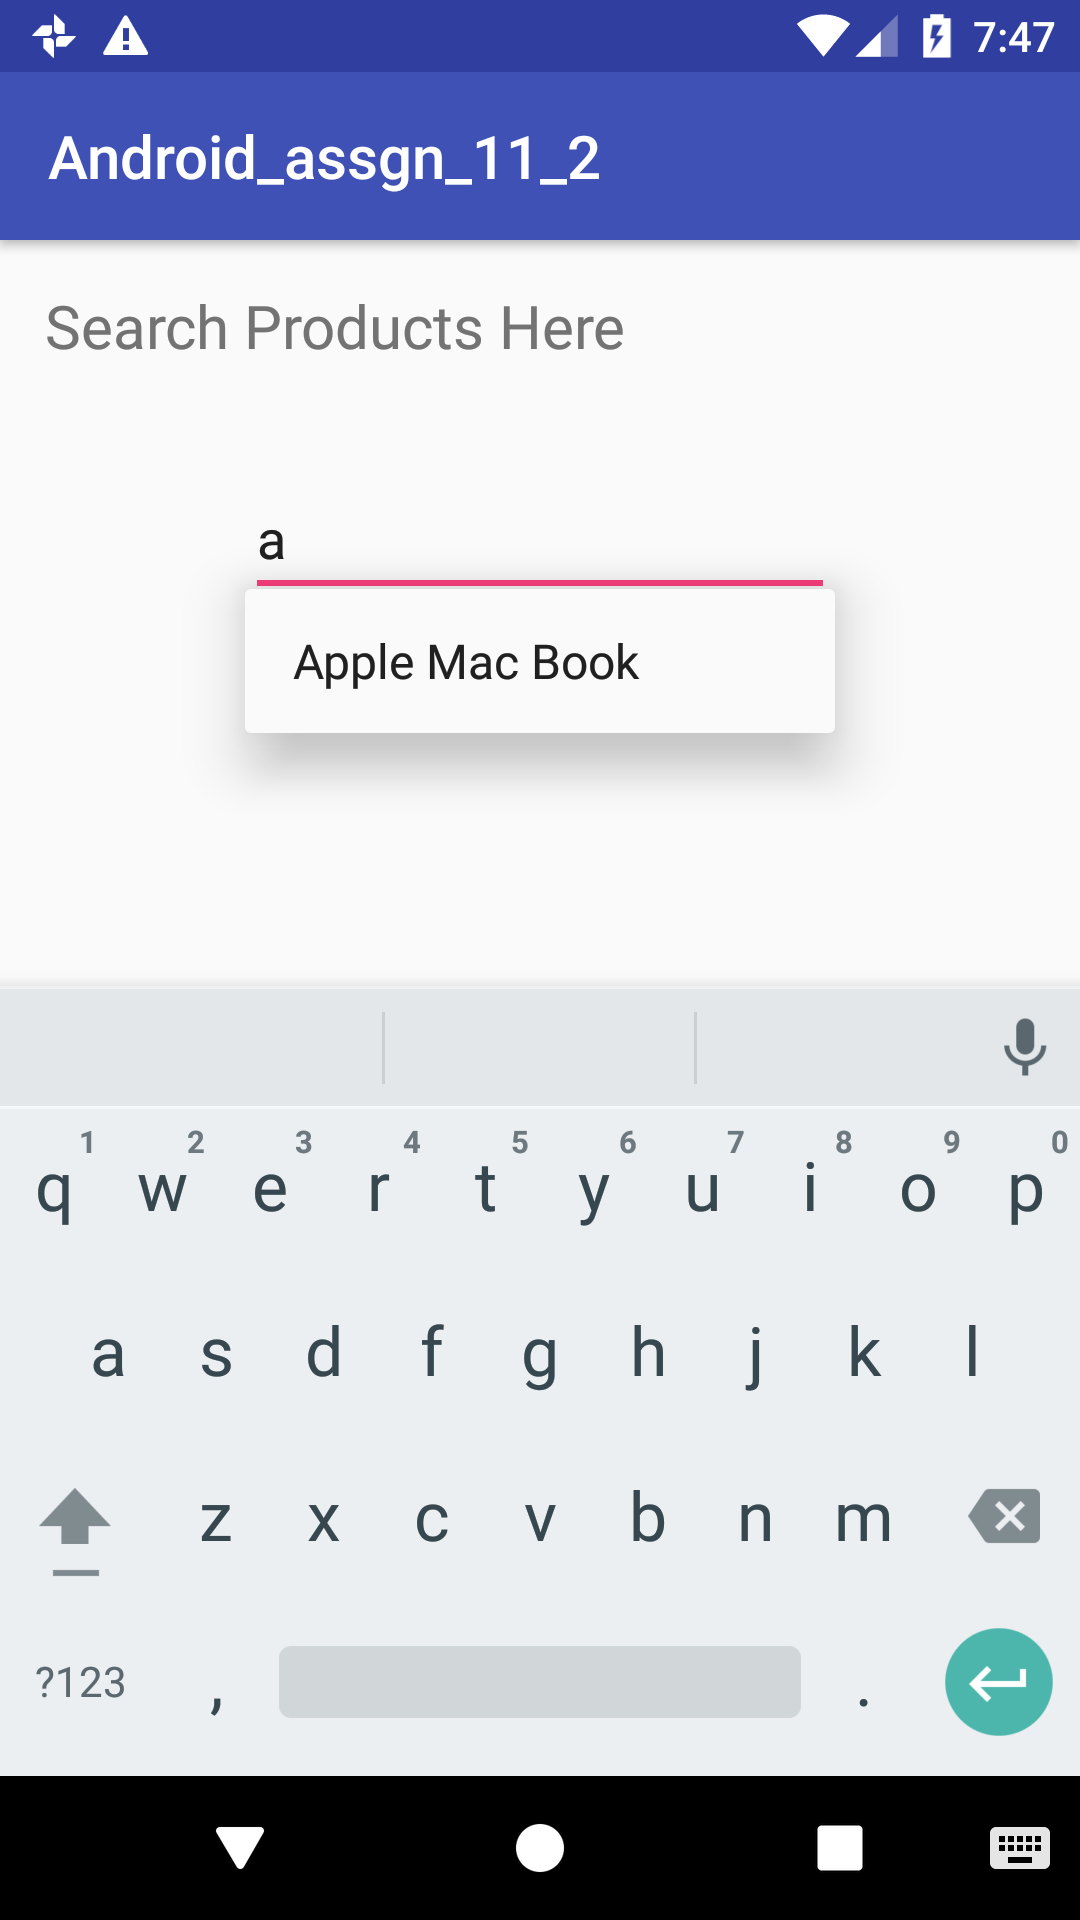 7:47
Android_assgn_11_2
Search Products Here
a
Apple Mac Book
1 2 3 4 5 6 7 8 9 0
q w e r t y u i o p
a s d f g h j k l
z x c v b n m
?123 , .